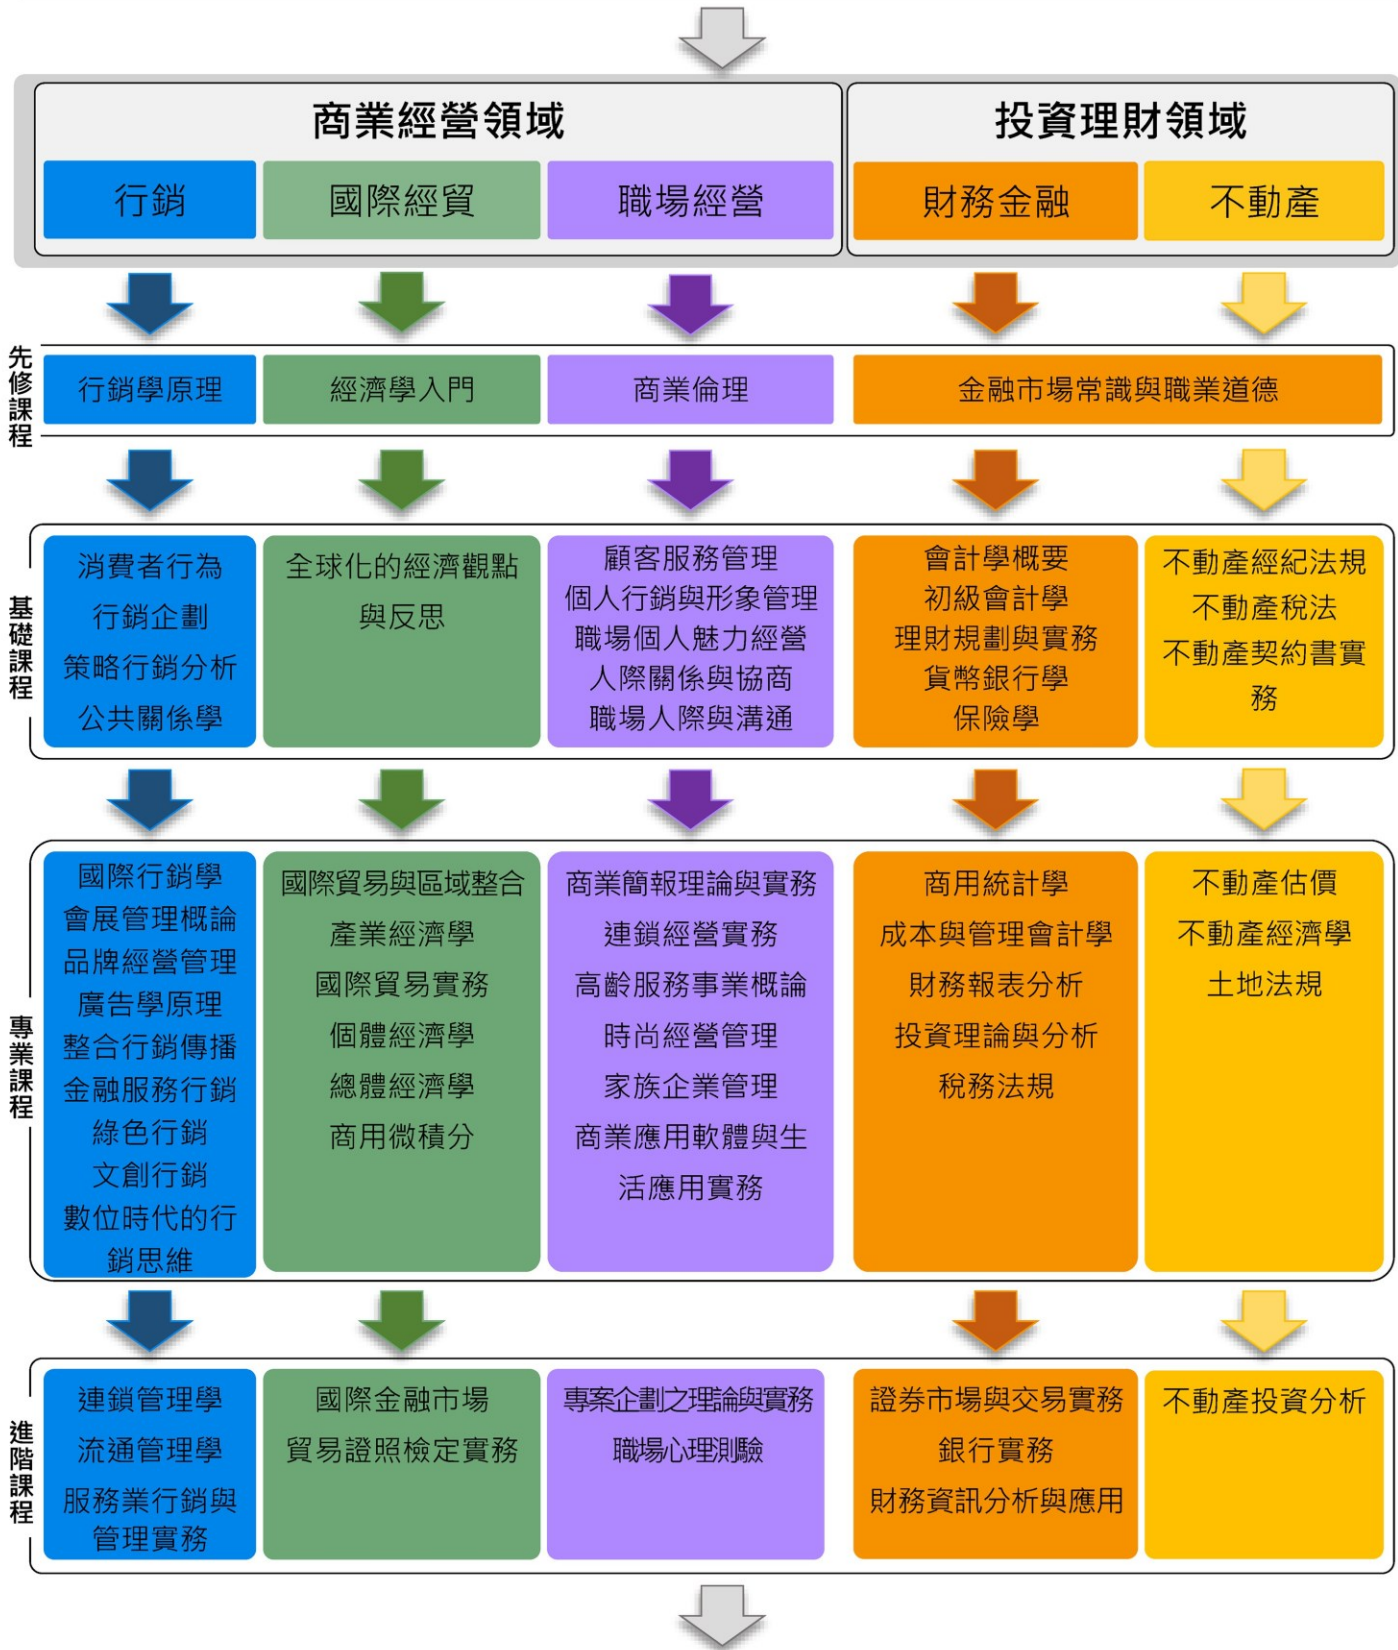 商業經營領域
投資理財領域
行銷
國際經貿
職場經營
財務金融
不動產
先修課程
行銷學原理
經濟學入門
商業倫理
金融市場常識與職業道德
基礎課程
消費者行為
行銷企劃
策略行銷分析
公共關係學
全球化的經濟觀點
與反思
顧客服務管理
個人行銷與形象管理
職場個人魅力經營
人際關係與協商
職場人際與溝通
會計學概要
初級會計學
理財規劃與實務
貨幣銀行學
保險學
不動產經紀法規
不動產稅法
不動產契約書實
務
專業課程
國際行銷學
會展管理概論
品牌經營管理
廣告學原理
整合行銷傳播
金融服務行銷
綠色行銷
文創行銷
數位時代的行
銷思維
國際貿易與區域整合
產業經濟學
國際貿易實務
個體經濟學
總體經濟學
商用微積分
商業簡報理論與實務
連鎖經營實務
高齡服務事業概論
時尚經營管理
家族企業管理
商業應用軟體與生
活應用實務
商用統計學
成本與管理會計學
財務報表分析
投資理論與分析
稅務法規
不動產估價
不動產經濟學
土地法規
進階課程
連鎖管理學
流通管理學
服務業行銷與
管理實務
國際金融市場
貿易證照檢定實務
專案企劃之理論與實務
職場心理測驗
證券市場與交易實務
銀行實務
財務資訊分析與應用
不動產投資分析